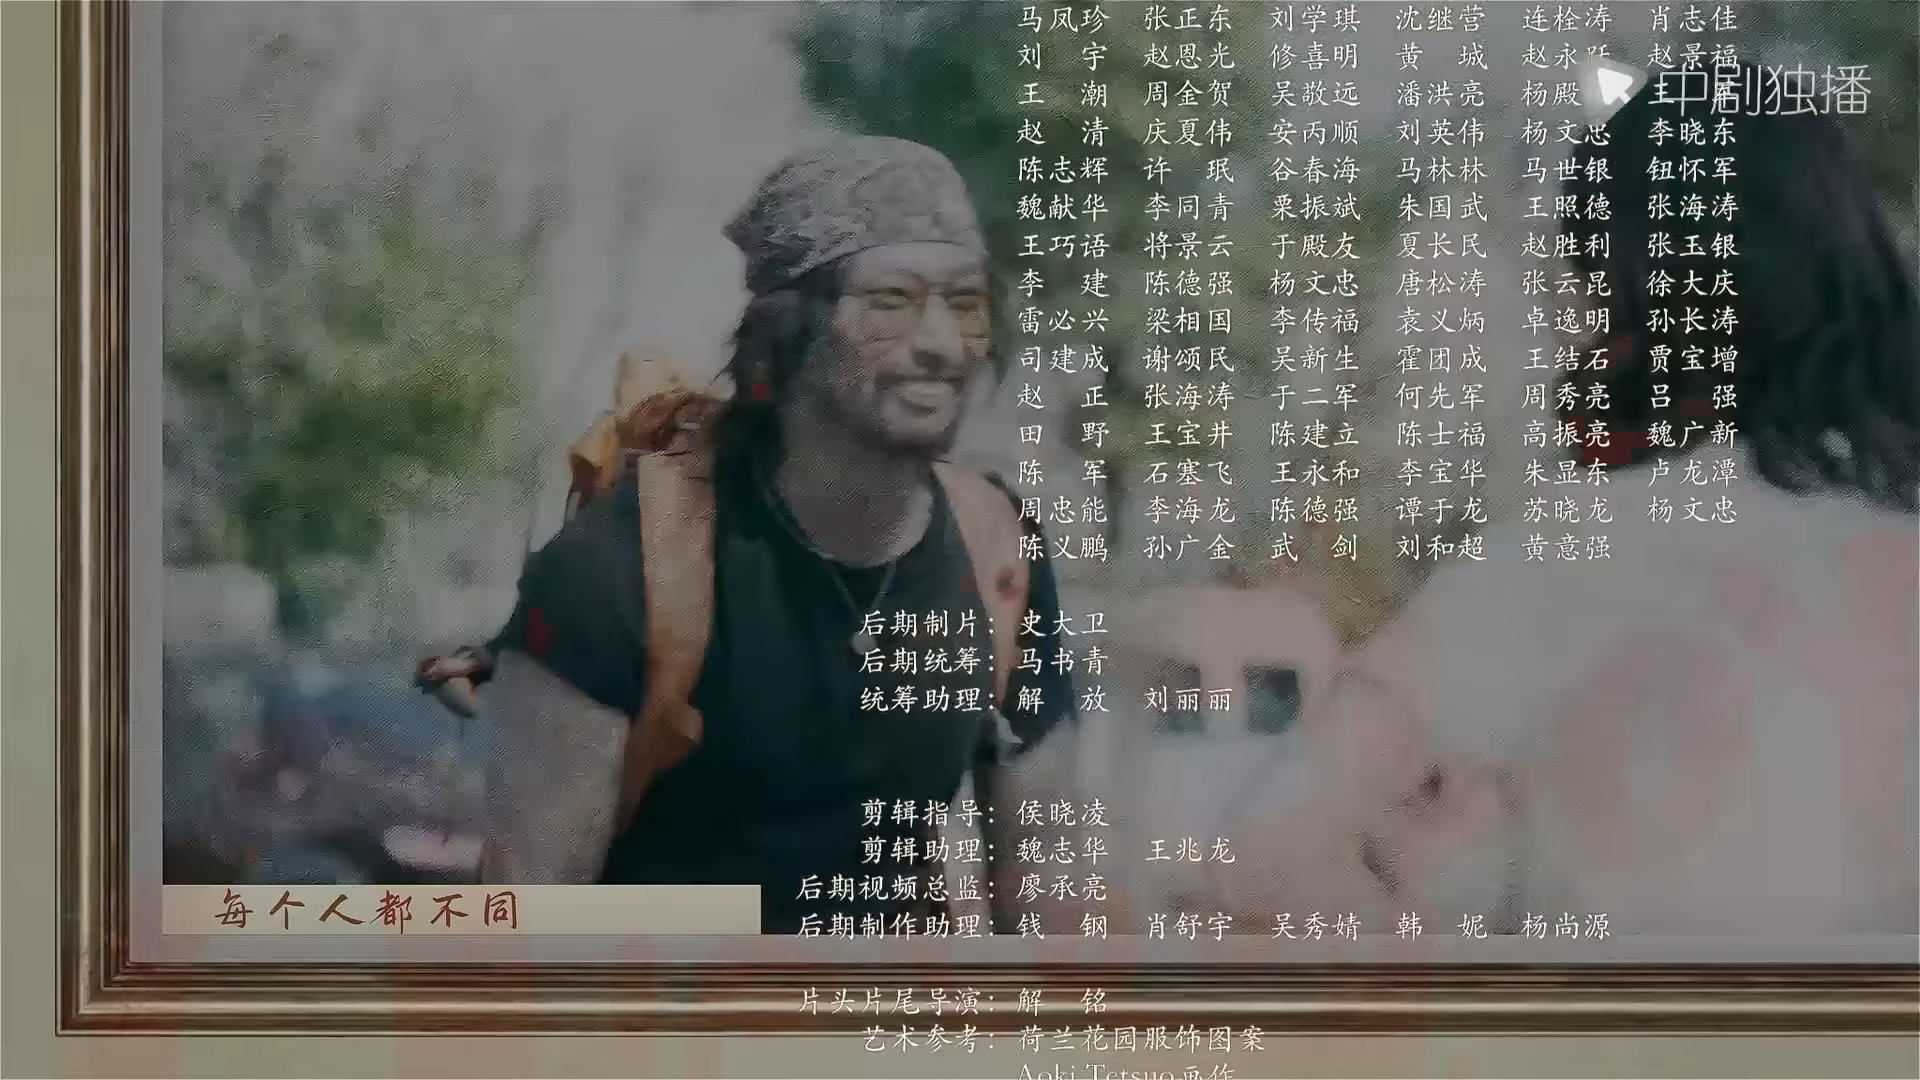 马凤珍 张正东 刘学琪 沈继营 连栓涛 肖志佳
刘宇 赵恩光 修喜明 黄城 赵永 赵景福
王潮 周金贺 吴敬远 潘洪亮 杨殿 王
中剧独播
赵清 庆夏伟 安丙顺 刘英伟 杨文忠 李晓东
陈志辉 许珉 谷春海 马林林 马世银 钮怀军
魏献华 李同青 栗振斌 朱国武 王照德 张海涛
王巧语 将景云 于殿友 夏长民 赵胜利 张玉银
李建 陈德强 杨文忠 唐松涛 张云昆 徐大庆
雷必兴 梁相国 李传福 袁义炳 卓逸明 孙长涛
司建成 谢颂民 吴新生 霍团成 王结石 贾宝增
赵正 张海涛 于二军 何先军 周秀亮 吕强
田野 王宝井 陈建立 陈士福 高振亮 魏广新
陈军 石塞飞 王永和 李宝华 朱显东 卢龙潭
周忠能 李海龙 陈德强 谭于龙 苏晓龙 杨文忠
陈义鹏 孙广金 武剑 刘和超 黄意强
后期制片：史大卫
后期统筹：马书青
统筹助理：解放 刘丽丽
剪辑指导：侯晓凌
剪辑助理：魏志华 王兆龙
后期视频总监：廖承亮
每个人都不同
后期制作助理：钱钢 肖舒宇 吴秀婧 韩妮 杨尚源
片头片尾导演：解铭
艺术参考：荷兰花园服饰图案
Aoki Tetsuo画作